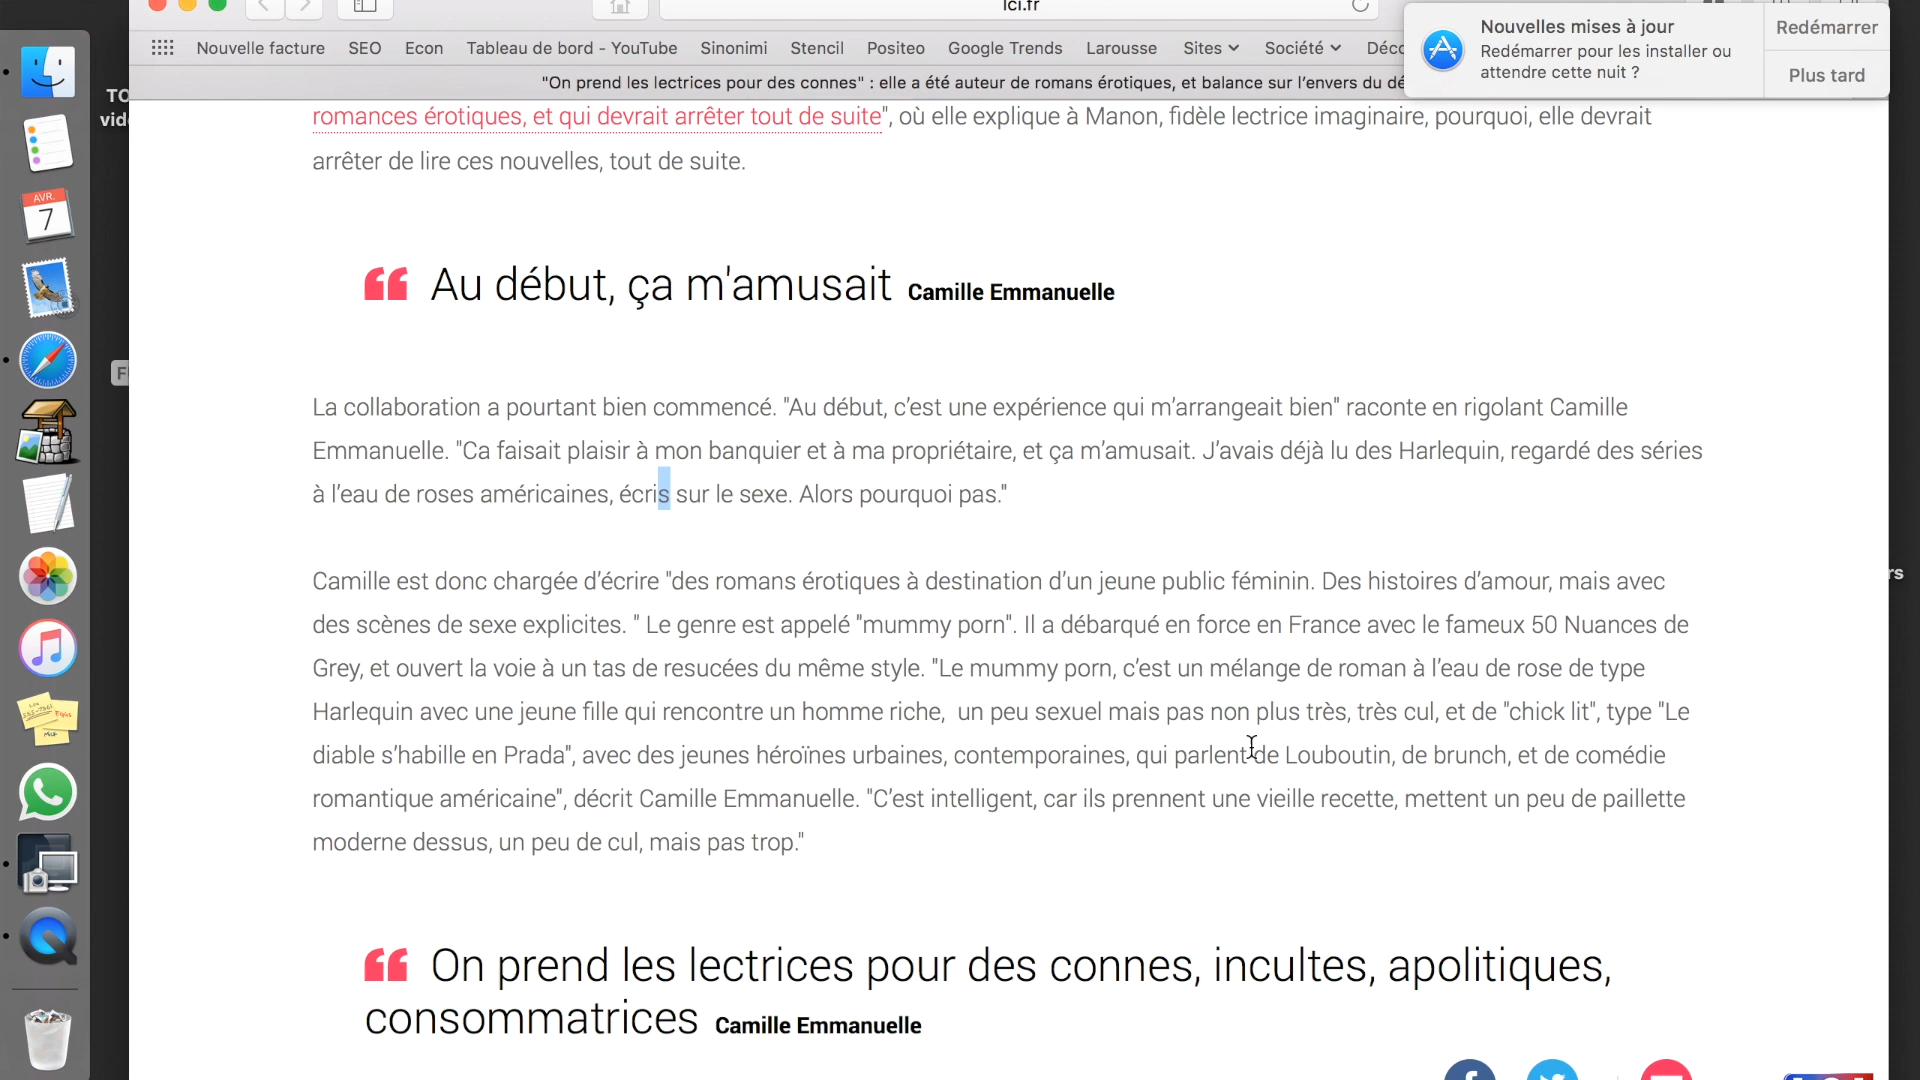 lci.fr
Nouvelles mises à jour
Redémarrer pour les installer ou
attendre cette nuit ?
Redémarrer
Plus tard
Nouvelle facture SEO Econ Tableau de bord - YouTube Sinonimi Stencil Positeo Google Trends Larousse Sites Société
"On prend les lectrices pour des connes" : elle a été auteur de romans érotiques, et balance sur l'envers du
AVR.
7
romances érotiques, et qui devrait arrêter tout de suite", où elle explique à Manon, fidèle lectrice imaginaire, pourquoi, elle devrait
arrêter de lire ces nouvelles, tout de suite.
Au début, ça m'amusait Camille Emmanuelle
La collaboration a pourtant bien commencé. "Au début, c'est une expérience qui m'arrangeait bien" raconte en rigolant Camille
Emmanuelle. "Ca faisait plaisir à mon banquier et à ma propriétaire, et ça m'amusait. J'avais déjà lu des Harlequin, regardé des séries
à l'eau de roses américaines, écris sur le sexe. Alors pourquoi pas."
Camille est donc chargée d'écrire "des romans érotiques à destination d'un jeune public féminin. Des histoires d'amour, mais avec
des scènes de sexe explicites. " Le genre est appelé "mummy porn". Il a débarqué en force en France avec le fameux 50 Nuances de
Grey, et ouvert la voie à un tas de resucées du même style. "Le mummy porn, c'est un mélange de roman à l'eau de rose de type
Harlequin avec une jeune fille qui rencontre un homme riche,  un peu sexuel mais pas non plus très, très cul, et de "chick lit", type "Le
diable s'habille en Prada", avec des jeunes héroïnes urbaines, contemporaines, qui parlent de Louboutin, de brunch, et de comédie
romantique américaine", décrit Camille Emmanuelle. "C'est intelligent, car ils prennent une vieille recette, mettent un peu de paillette
moderne dessus, un peu de cul, mais pas trop."
On prend les lectrices pour des connes, incultes, apolitiques,
consommatrices Camille Emmanuelle